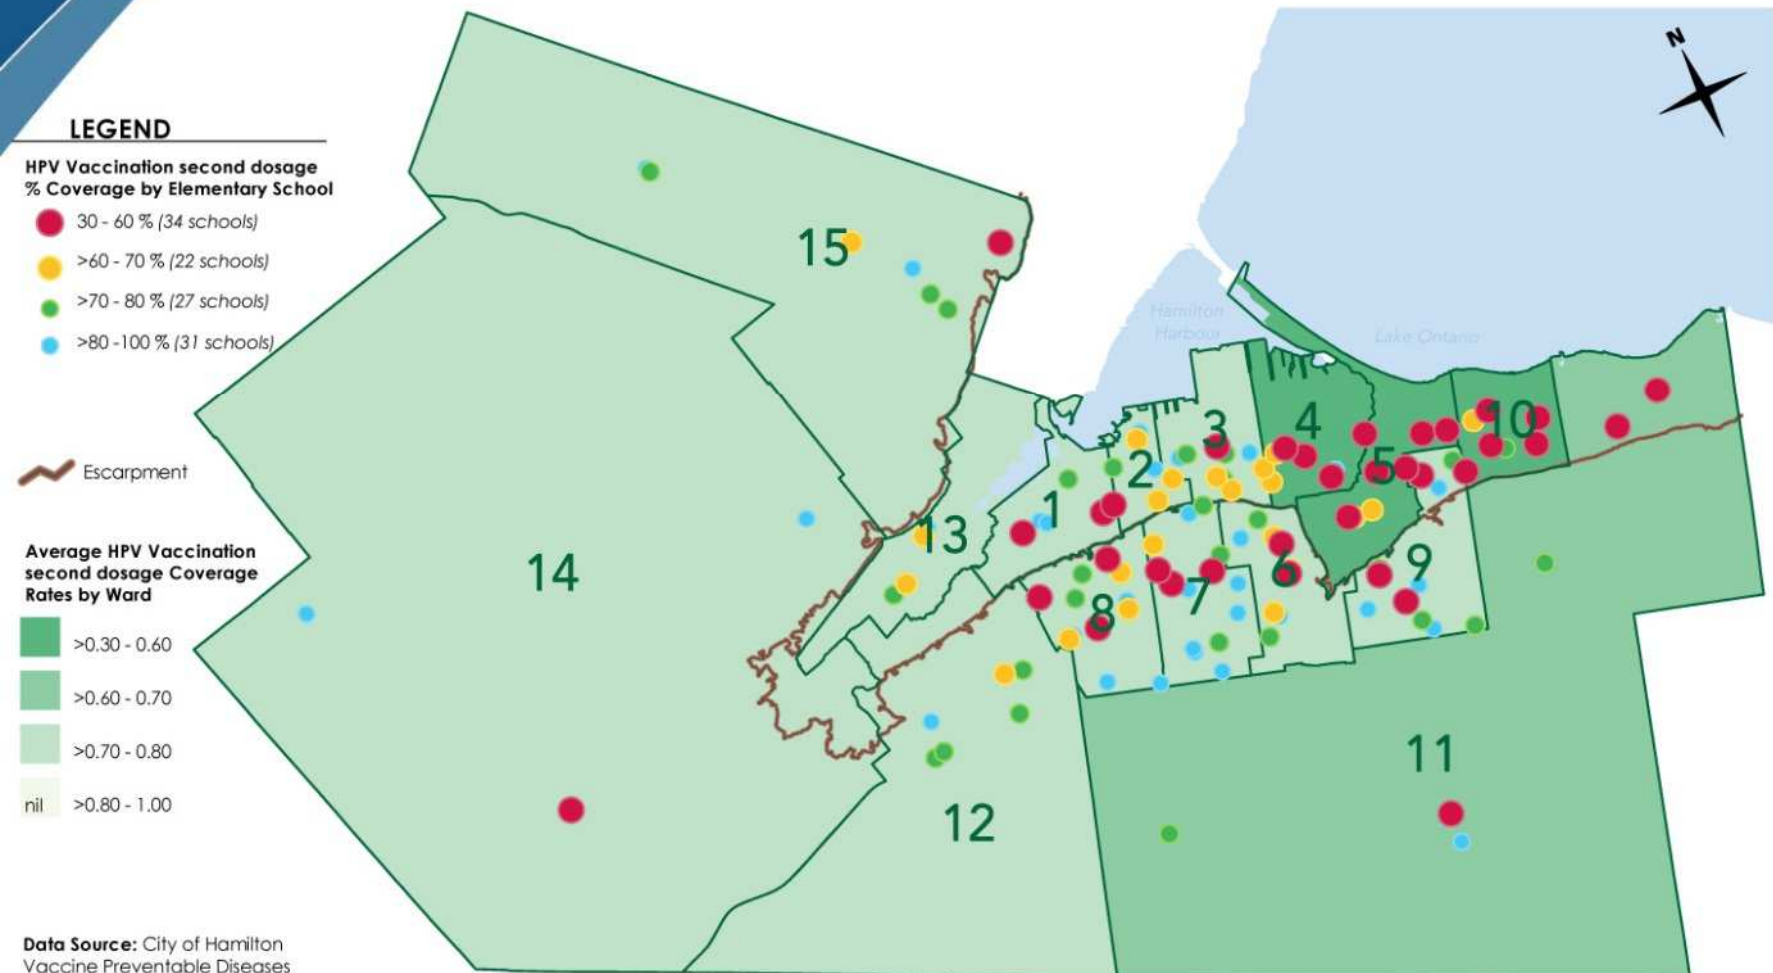 LEGEND
HPV Vaccination second dosage
% Coverage by Elementary School
30 - 60 % (34 schools)
>60 - 70 % (22 schools)
>70 - 80 % (27 schools)
>80 -100 % (31 schools)
Escarpment
Average HPV Vaccination
second dosage Coverage
Rates by Ward
>0.30 - 0.60
>0.60 - 0.70
>0.70 - 0.80
nil >0.80 - 1.00
Data Source: City of Hamilton
Vaccine Preventable Diseases
N
Hamilton
Harbour
Lake Ontario
15
3
4
10
2
5
1
13
14
9
6
7
8
11
12